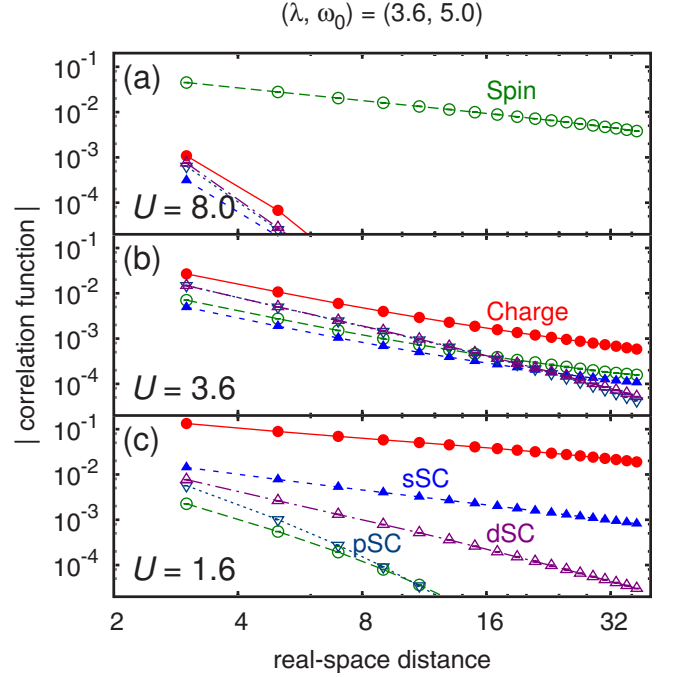 (λ, ω₀) = (3.6, 5.0)
(a)
10⁻¹
10⁻²
10⁻³
10⁻⁴
Spin
U = 8.0
(b)
10⁻¹
10⁻²
10⁻³
10⁻⁴
Charge
U = 3.6
(c)
10⁻¹
10⁻²
10⁻³
10⁻⁴
sSC
pSC
dSC
U = 1.6
| correlation function |
2 4 8 16 32
real-space distance